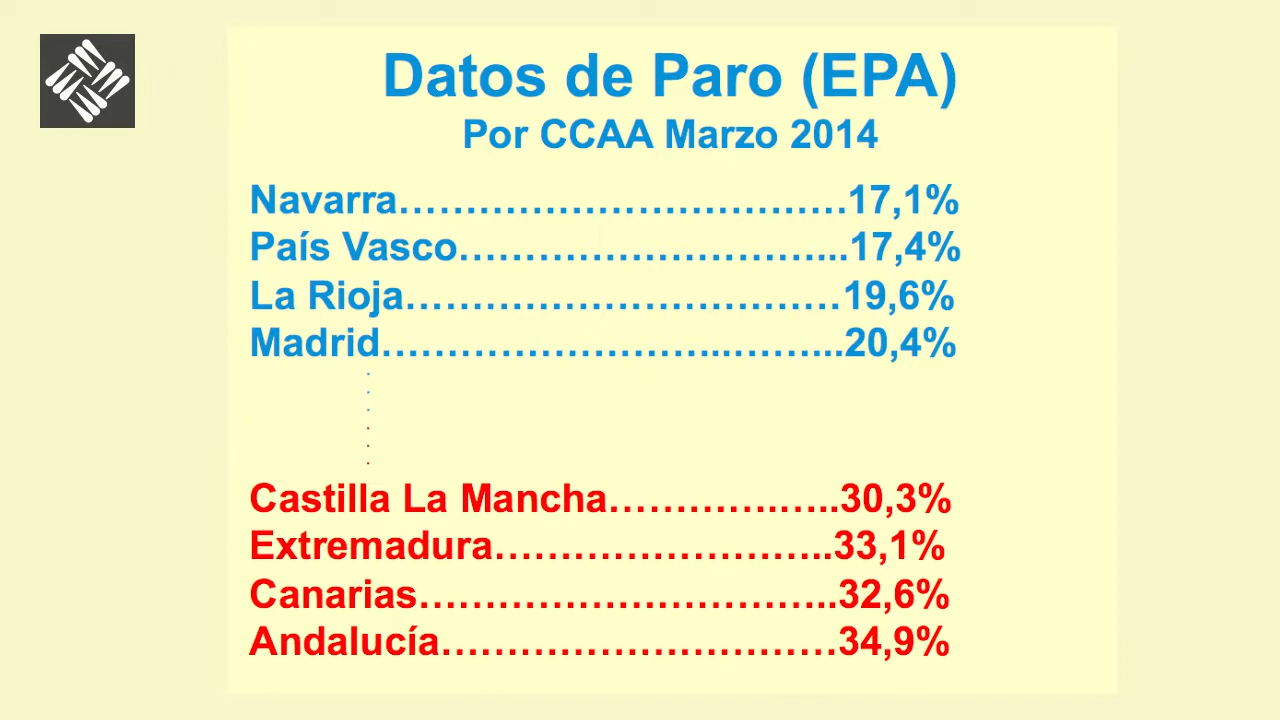 Datos de Paro (EPA)
Por CCAA Marzo 2014
Navarra……………………………17,1%
País Vasco………………………...17,4%
La Rioja……………………………19,6%
Madrid……………………..……...20,4%
.
.
.
.
.
.
Castilla La Mancha…………..…..30,3%
Extremadura……………………..33,1%
Canarias…………………………..32,6%
Andalucía…………………………34,9%